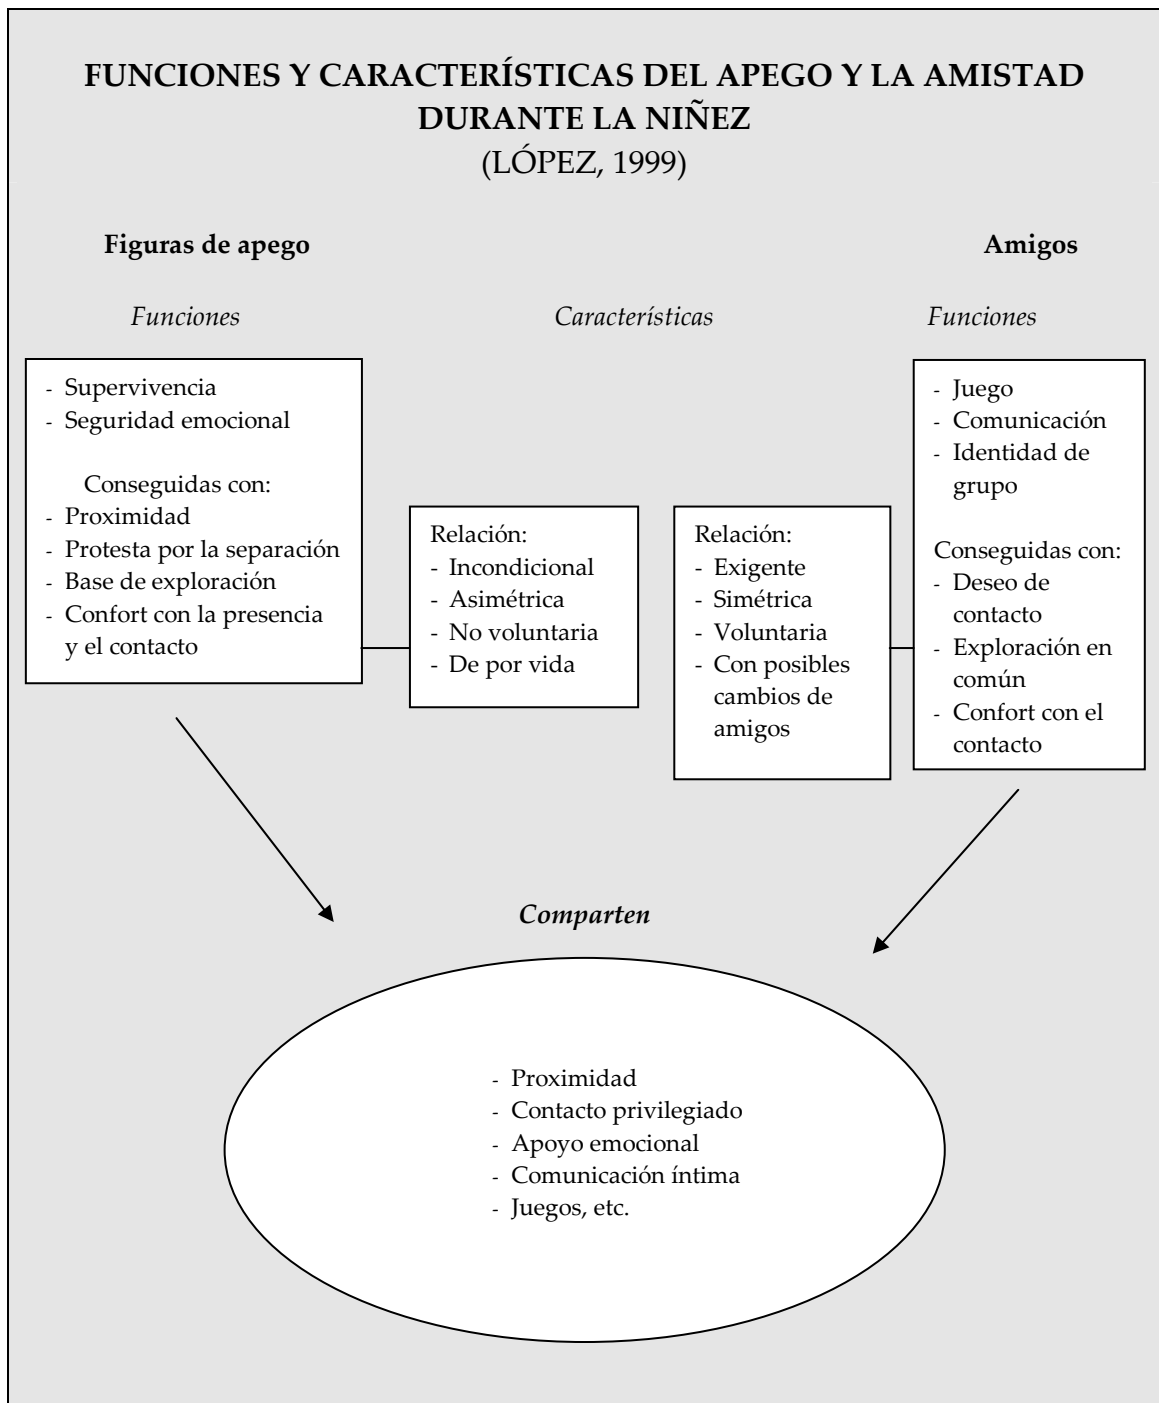 FUNCIONES Y CARACTERÍSTICAS DEL APEGO Y LA AMISTAD
DURANTE LA NIÑEZ
(LÓPEZ, 1999)
Figuras de apego
Amigos
Funciones
Características
Funciones
- Supervivencia
- Seguridad emocional
Conseguidas con:
- Proximidad
- Protesta por la separación
- Base de exploración
- Confort con la presencia
y el contacto
Relación:
- Incondicional
- Asimétrica
- No voluntaria
- De por vida
Relación:
- Exigente
- Simétrica
- Voluntaria
- Con posibles
cambios de
amigos
- Juego
- Comunicación
- Identidad de
grupo
Conseguidas con:
- Deseo de
contacto
- Exploración en
común
- Confort con el
contacto
Comparten
- Proximidad
- Contacto privilegiado
- Apoyo emocional
- Comunicación íntima
- Juegos, etc.